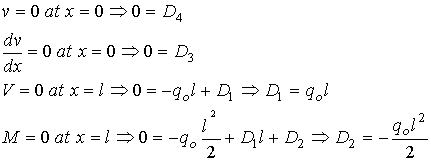 v = 0 at x = 0 ⇒ 0 = D₄
dv/dx = 0 at x = 0 ⇒ 0 = D₃
V = 0 at x = l ⇒ 0 = −qₒl + D₁ ⇒ D₁ = qₒl
M = 0 at x = l ⇒ 0 = −qₒ l²/2 + D₁l + D₂ ⇒ D₂ = −qₒl²/2